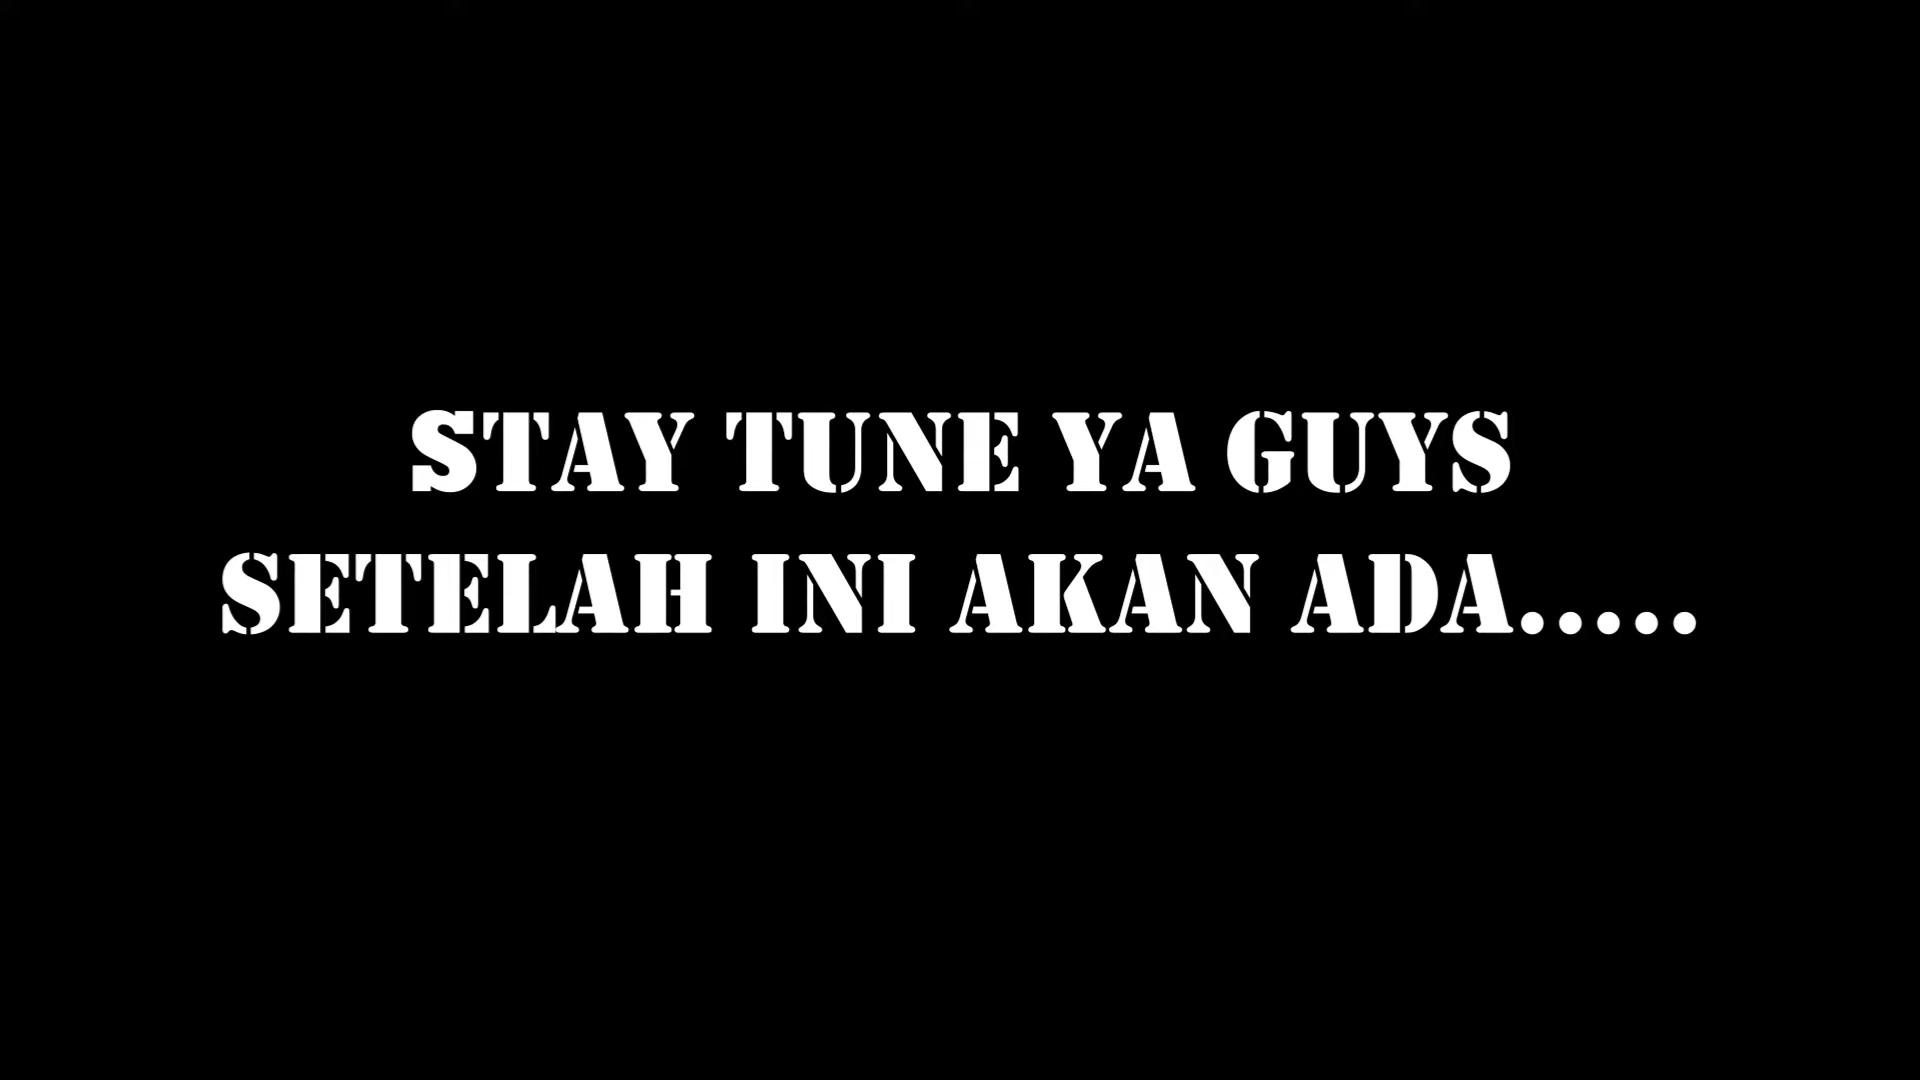 STAY TUNE YA GUYS
SETELAH INI AKAN ADA.....